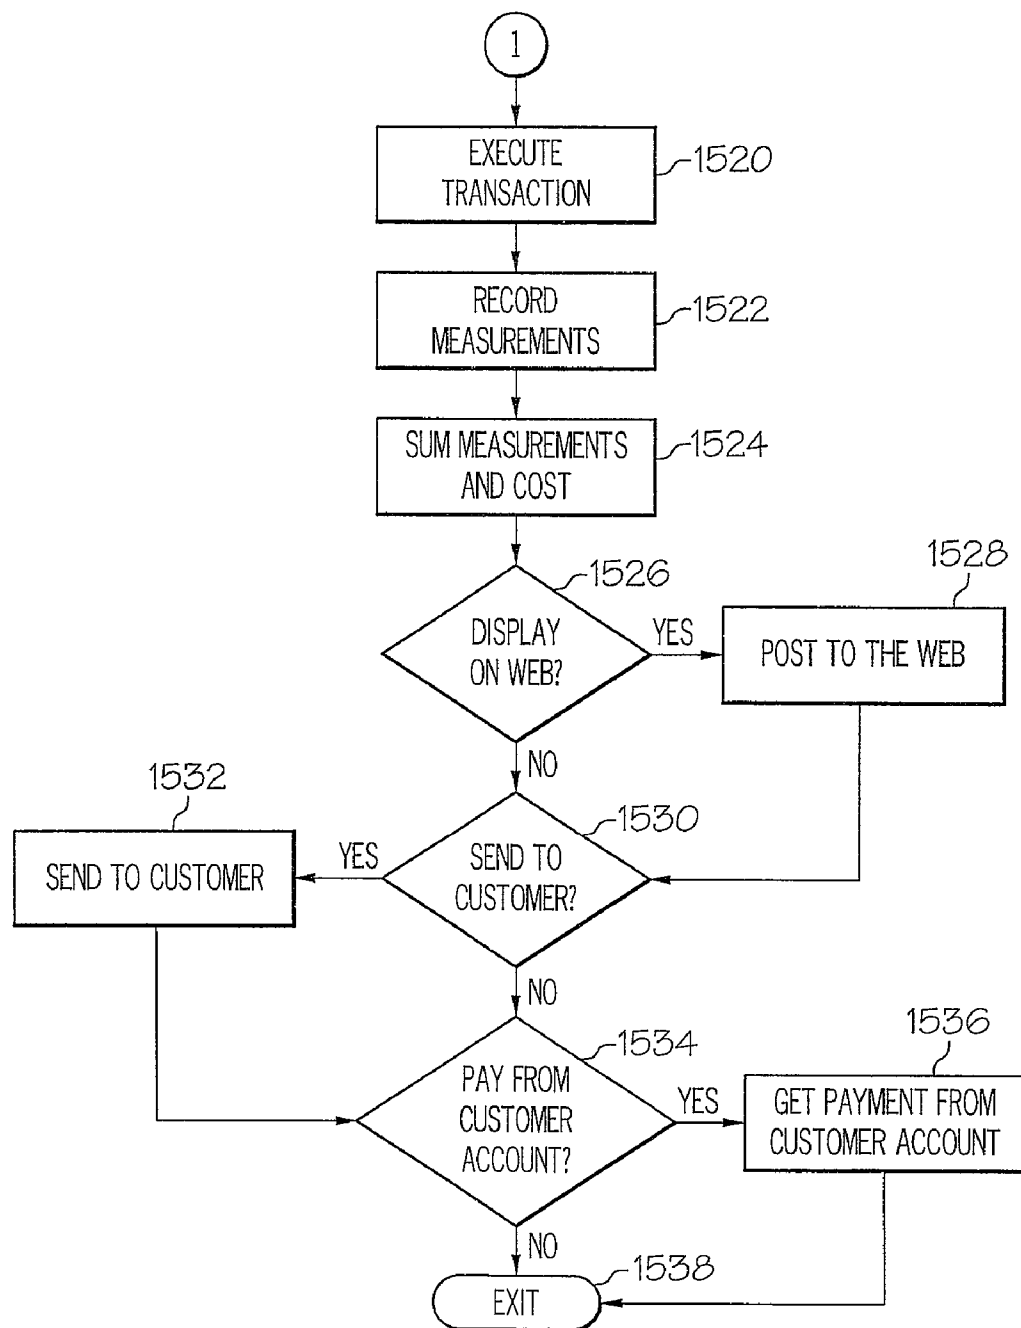 1
EXECUTE
TRANSACTION
1520
RECORD
MEASUREMENTS
1522
SUM MEASUREMENTS
AND COST
1524
DISPLAY
ON WEB?
1526
YES
POST TO THE WEB
1528
NO
SEND TO
CUSTOMER?
1530
YES
SEND TO CUSTOMER
1532
NO
PAY FROM
CUSTOMER
ACCOUNT?
1534
YES
GET PAYMENT FROM
CUSTOMER ACCOUNT
1536
NO
EXIT
1538